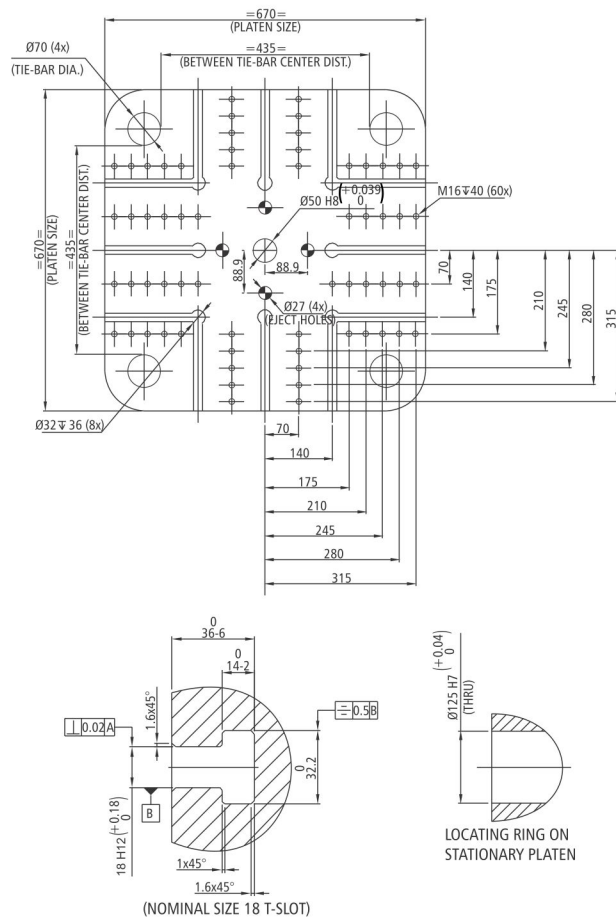 =670=
(PLATEN SIZE)
=435=
(BETWEEN TIE-BAR CENTER DIST.)
Ø70 (4x)
(TIE-BAR DIA.)
=670=
(PLATEN SIZE)
=435=
(BETWEEN TIE-BAR CENTER DIST.)
Ø50 H8(+0.039
0)
M16↧40 (60x)
88.9
88.9
Ø27 (4x)
(EJECT HOLES)
70
140
175
210
245
280
315
Ø32↧36 (8x)
70
140
175
210
245
280
315
0
36-6
0
14-2
1.6x45°
⊥ 0.02 A
⌯ 0.5 B
0
32.2
18 H12(+0.18)
0
B
1x45°
1.6x45°
(NOMINAL SIZE 18 T-SLOT)
Ø125 H7(+0.04)
0
(THRU)
LOCATING RING ON
STATIONARY PLATEN